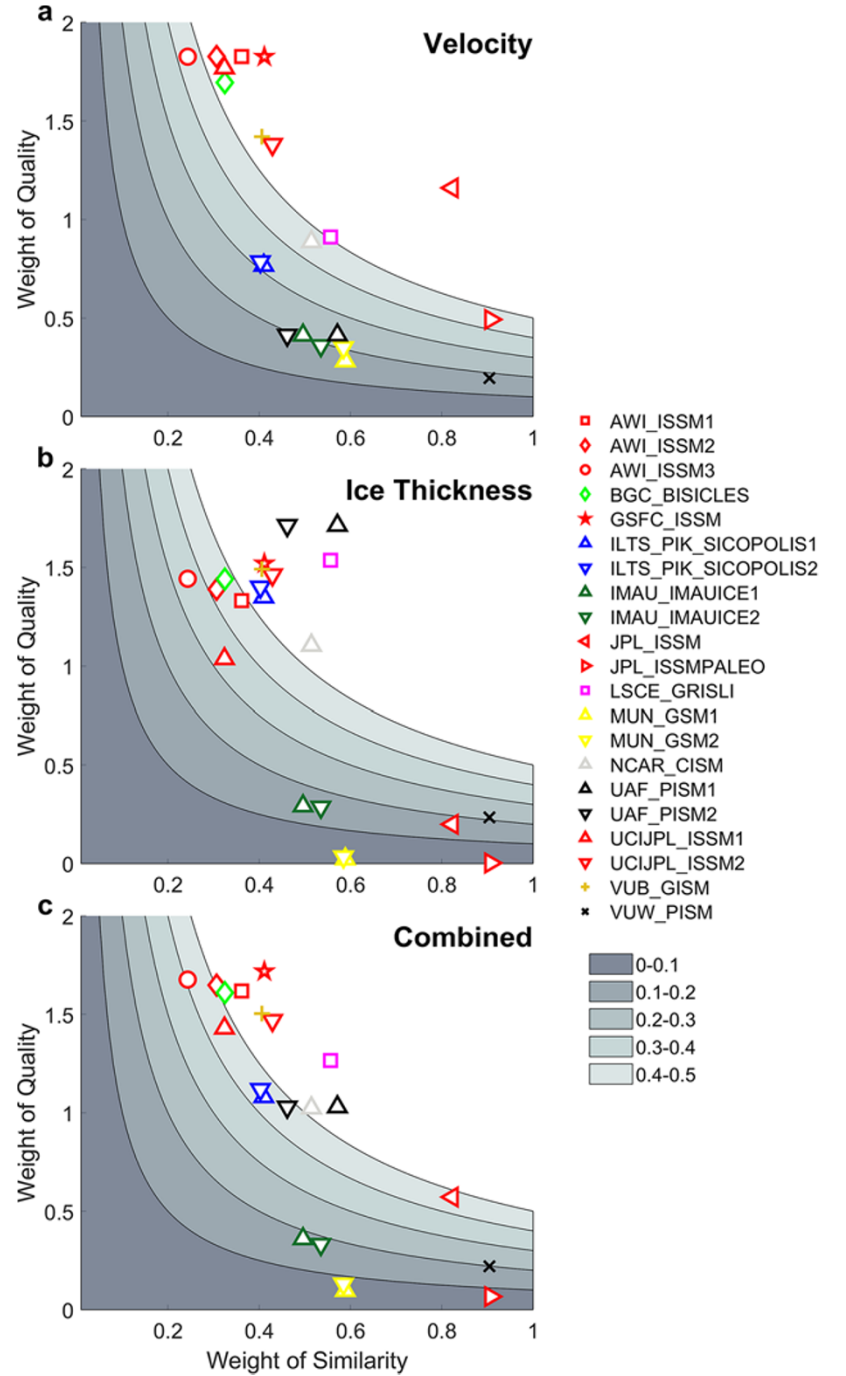 a
Velocity
Weight of Quality
2
1.5
1
0.5
0
0.2 0.4 0.6 0.8 1
b
Ice Thickness
Weight of Quality
2
1.5
1
0.5
0
0.2 0.4 0.6 0.8 1
c
Combined
Weight of Quality
2
1.5
1
0.5
0
0.2 0.4 0.6 0.8 1
Weight of Similarity
AWI_ISSM1
AWI_ISSM2
AWI_ISSM3
BGC_BISICLES
GSFC_ISSM
ILTS_PIK_SICOPOLIS1
ILTS_PIK_SICOPOLIS2
IMAU_IMAUICE1
IMAU_IMAUICE2
JPL_ISSM
JPL_ISSMPALEO
LSCE_GRISLI
MUN_GSM1
MUN_GSM2
NCAR_CISM
UAF_PISM1
UAF_PISM2
UCIJPL_ISSM1
UCIJPL_ISSM2
VUB_GISM
VUW_PISM
0-0.1
0.1-0.2
0.2-0.3
0.3-0.4
0.4-0.5